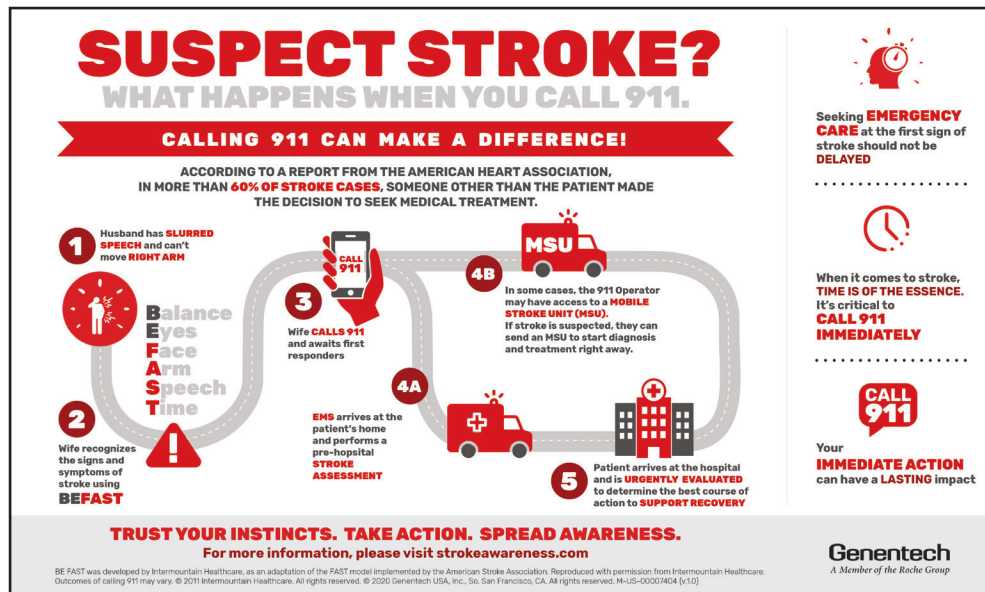 SUSPECT STROKE?
WHAT HAPPENS WHEN YOU CALL 911.
CALLING 911 CAN MAKE A DIFFERENCE!
ACCORDING TO A REPORT FROM THE AMERICAN HEART ASSOCIATION,
IN MORE THAN 60% OF STROKE CASES, SOMEONE OTHER THAN THE PATIENT MADE
THE DECISION TO SEEK MEDICAL TREATMENT.
1
Husband has SLURRED
SPEECH and can't
move RIGHT ARM
Balance
Eyes
Face
Arm
Speech
Time
2
Wife recognizes
the signs and
symptoms of
stroke using
BEFAST
CALL
911
3
Wife CALLS 911
and awaits first
responders
4A
EMS arrives at the
patient's home
and performs a
pre-hopsital
STROKE
ASSESSMENT
MSU
4B
In some cases, the 911 Operator
may have access to a MOBILE
STROKE UNIT (MSU).
If stroke is suspected, they can
send an MSU to start diagnosis
and treatment right away.
5
Patient arrives at the hospital
and is URGENTLY EVALUATED
to determine the best course of
action to SUPPORT RECOVERY
Seeking EMERGENCY
CARE at the first sign of
stroke should not be
DELAYED
When it comes to stroke,
TIME IS OF THE ESSENCE.
It's critical to
CALL 911
IMMEDIATELY
CALL
911
Your
IMMEDIATE ACTION
can have a LASTING impact
TRUST YOUR INSTINCTS. TAKE ACTION. SPREAD AWARENESS.
For more information, please visit strokeawareness.com
BE FAST was developed by Intermountain Healthcare, as an adaptation of the FAST model implemented by the American Stroke Association. Reproduced with permission from Intermountain Healthcare.
Outcomes of calling 911 may vary. © 2011 Intermountain Healthcare. All rights reserved. © 2020 Genentech USA, Inc., So. San Francisco, CA. All rights reserved. M-US-00007404 (v.1.0)
Genentech
A Member of the Roche Group